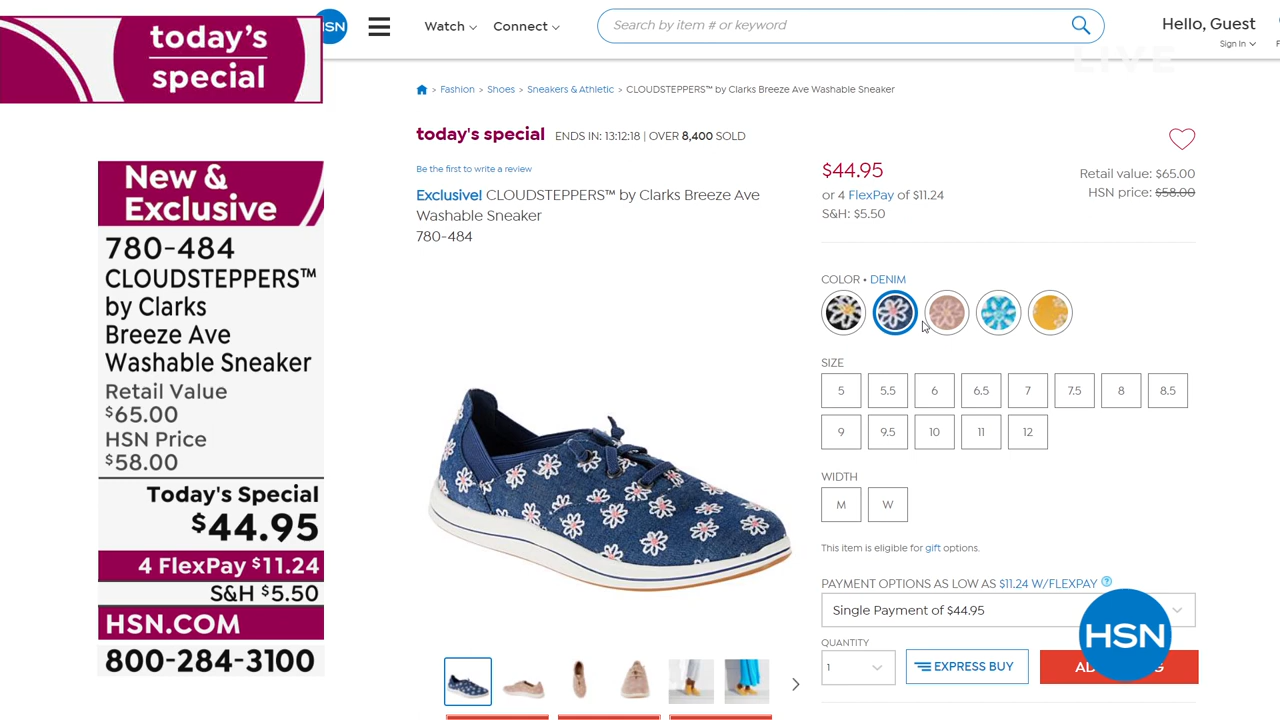 today's
special
HSN
Watch
Connect
Search by item # or keyword
Hello, Guest
Sign In
LIVE
> Fashion > Shoes > Sneakers & Athletic > CLOUDSTEPPERS™ by Clarks Breeze Ave Washable Sneaker
today's special ENDS IN: 13:12:18 | OVER 8,400 SOLD
Be the first to write a review
Exclusive! CLOUDSTEPPERS™ by Clarks Breeze Ave
Washable Sneaker
780-484
$44.95
or 4 FlexPay of $11.24
S&H: $5.50
Retail value: $65.00
HSN price: $58.00
COLOR • DENIM
SIZE
5 5.5 6 6.5 7 7.5 8 8.5
9 9.5 10 11 12
WIDTH
M W
This item is eligible for gift options.
PAYMENT OPTIONS AS LOW AS $11.24 W/FLEXPAY ?
Single Payment of $44.95
QUANTITY
1
EXPRESS BUY
HSN
New &
Exclusive
780-484
CLOUDSTEPPERS™
by Clarks
Breeze Ave
Washable Sneaker
Retail Value
$65.00
HSN Price
$58.00
Today's Special
$44.95
4 FlexPay $11.24
S&H $5.50
HSN.COM
800-284-3100